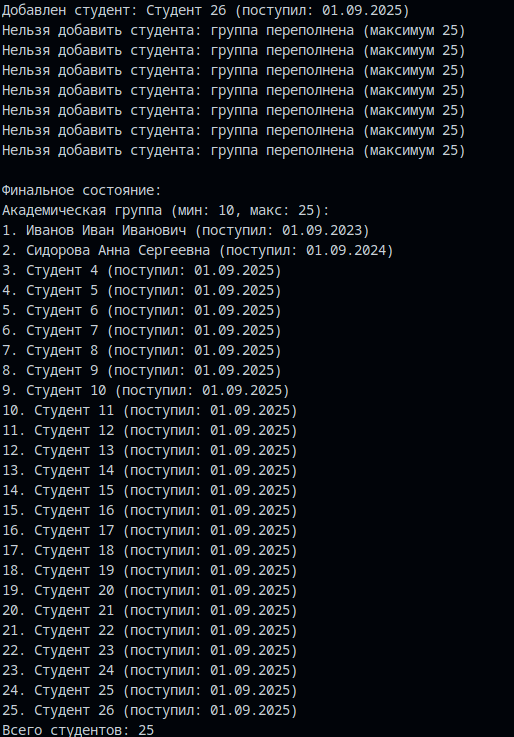 Добавлен студент: Студент 26 (поступил: 01.09.2025)
Нельзя добавить студента: группа переполнена (максимум 25)
Нельзя добавить студента: группа переполнена (максимум 25)
Нельзя добавить студента: группа переполнена (максимум 25)
Нельзя добавить студента: группа переполнена (максимум 25)
Нельзя добавить студента: группа переполнена (максимум 25)
Нельзя добавить студента: группа переполнена (максимум 25)
Нельзя добавить студента: группа переполнена (максимум 25)
Финальное состояние:
Академическая группа (мин: 10, макс: 25):
1. Иванов Иван Иванович (поступил: 01.09.2023)
2. Сидорова Анна Сергеевна (поступил: 01.09.2024)
3. Студент 4 (поступил: 01.09.2025)
4. Студент 5 (поступил: 01.09.2025)
5. Студент 6 (поступил: 01.09.2025)
6. Студент 7 (поступил: 01.09.2025)
7. Студент 8 (поступил: 01.09.2025)
8. Студент 9 (поступил: 01.09.2025)
9. Студент 10 (поступил: 01.09.2025)
10. Студент 11 (поступил: 01.09.2025)
11. Студент 12 (поступил: 01.09.2025)
12. Студент 13 (поступил: 01.09.2025)
13. Студент 14 (поступил: 01.09.2025)
14. Студент 15 (поступил: 01.09.2025)
15. Студент 16 (поступил: 01.09.2025)
16. Студент 17 (поступил: 01.09.2025)
17. Студент 18 (поступил: 01.09.2025)
18. Студент 19 (поступил: 01.09.2025)
19. Студент 20 (поступил: 01.09.2025)
20. Студент 21 (поступил: 01.09.2025)
21. Студент 22 (поступил: 01.09.2025)
22. Студент 23 (поступил: 01.09.2025)
23. Студент 24 (поступил: 01.09.2025)
24. Студент 25 (поступил: 01.09.2025)
25. Студент 26 (поступил: 01.09.2025)
Всего студентов: 25